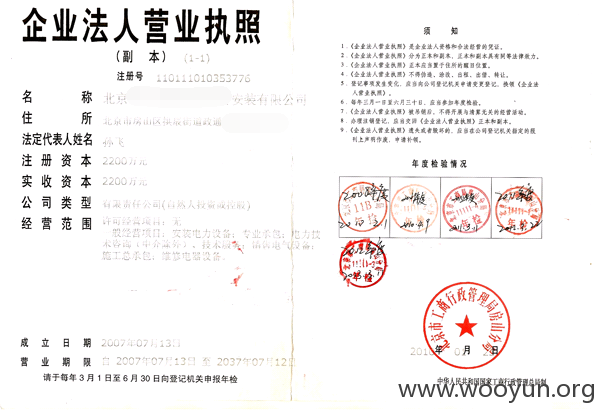 企业法人营业执照
(副 本) (1-1)
注册号 110111010353776
名 称 北京 安装有限公司
住 所 北京市房山区
法定代表人姓名 孙飞
注册资本 2200万元
实收资本 2200万元
公司类型 有限责任公司(自然人投资或控股)
经营范围 许可经营项目：无
一般经营项目：安装电力设备；专业承包；电力技
术咨询（中介除外）、技术服务；销售电气设备；
施工总承包；维修电器设备。
成立日期 2007年07月13日
营业期限 自 2007年07月13日 至 2037年07月12日
请于每年3月1日至6月30日向登记机关申报年检
须 知
1．《企业法人营业执照》是企业法人资格和合法经营的凭证。
2．《企业法人营业执照》分为正本和副本，正本和副本具有同等法律效力。
3．《企业法人营业执照》正本应当置于住所的醒目位置。
4．《企业法人营业执照》不得伪造、涂改、出租、出借、转让。
5．登记事项发生变化，应当向公司登记机关申请变更登记，换领《企业法人营业执照》。
6．每年三月一日至六月三十日，应当参加年度检验。
7．《企业法人营业执照》被吊销后，不得开展与清算无关的经营活动。
8．办理注销登记，应当交回《企业法人营业执照》正本和副本。
9．《企业法人营业执照》遗失或者毁坏的，应当在公司登记机关指定的报刊上声明作废，申请补领。
年度检验情况
年检
年检
年检
年检
年检
北京市工商行政管理局房山分局
2010年 01月
中华人民共和国国家工商行政管理总局制
www.wooyun.org